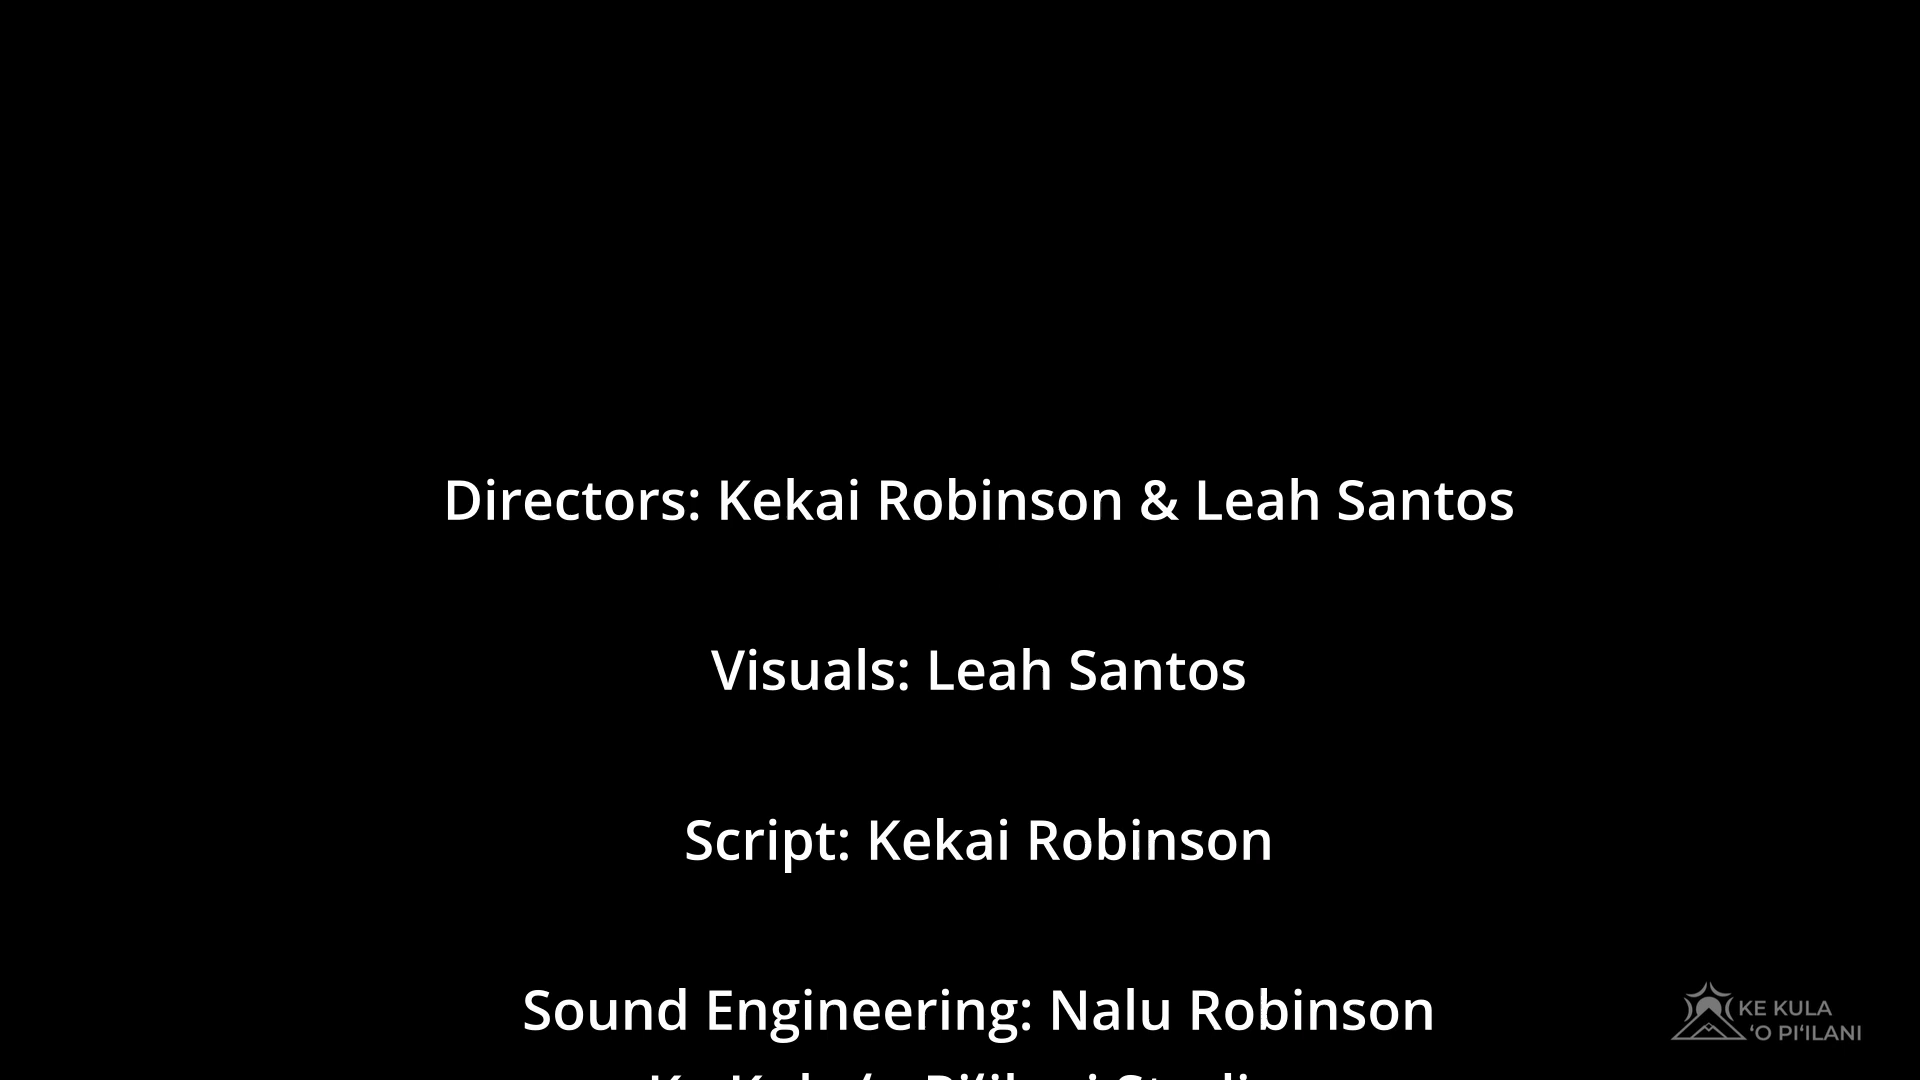 Directors: Kekai Robinson & Leah Santos
Visuals: Leah Santos
Script: Kekai Robinson
Sound Engineering: Nalu Robinson
KE KULA
ʻO PIʻILANI